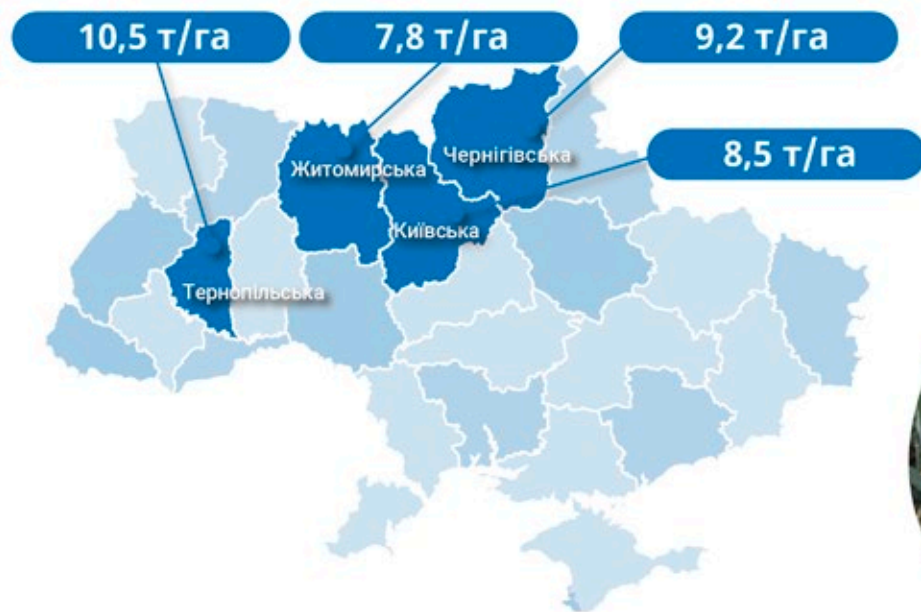 10,5 т/га
7,8 т/га
9,2 т/га
8,5 т/га
Чернігівська
Житомирська
Київська
Тернопільська